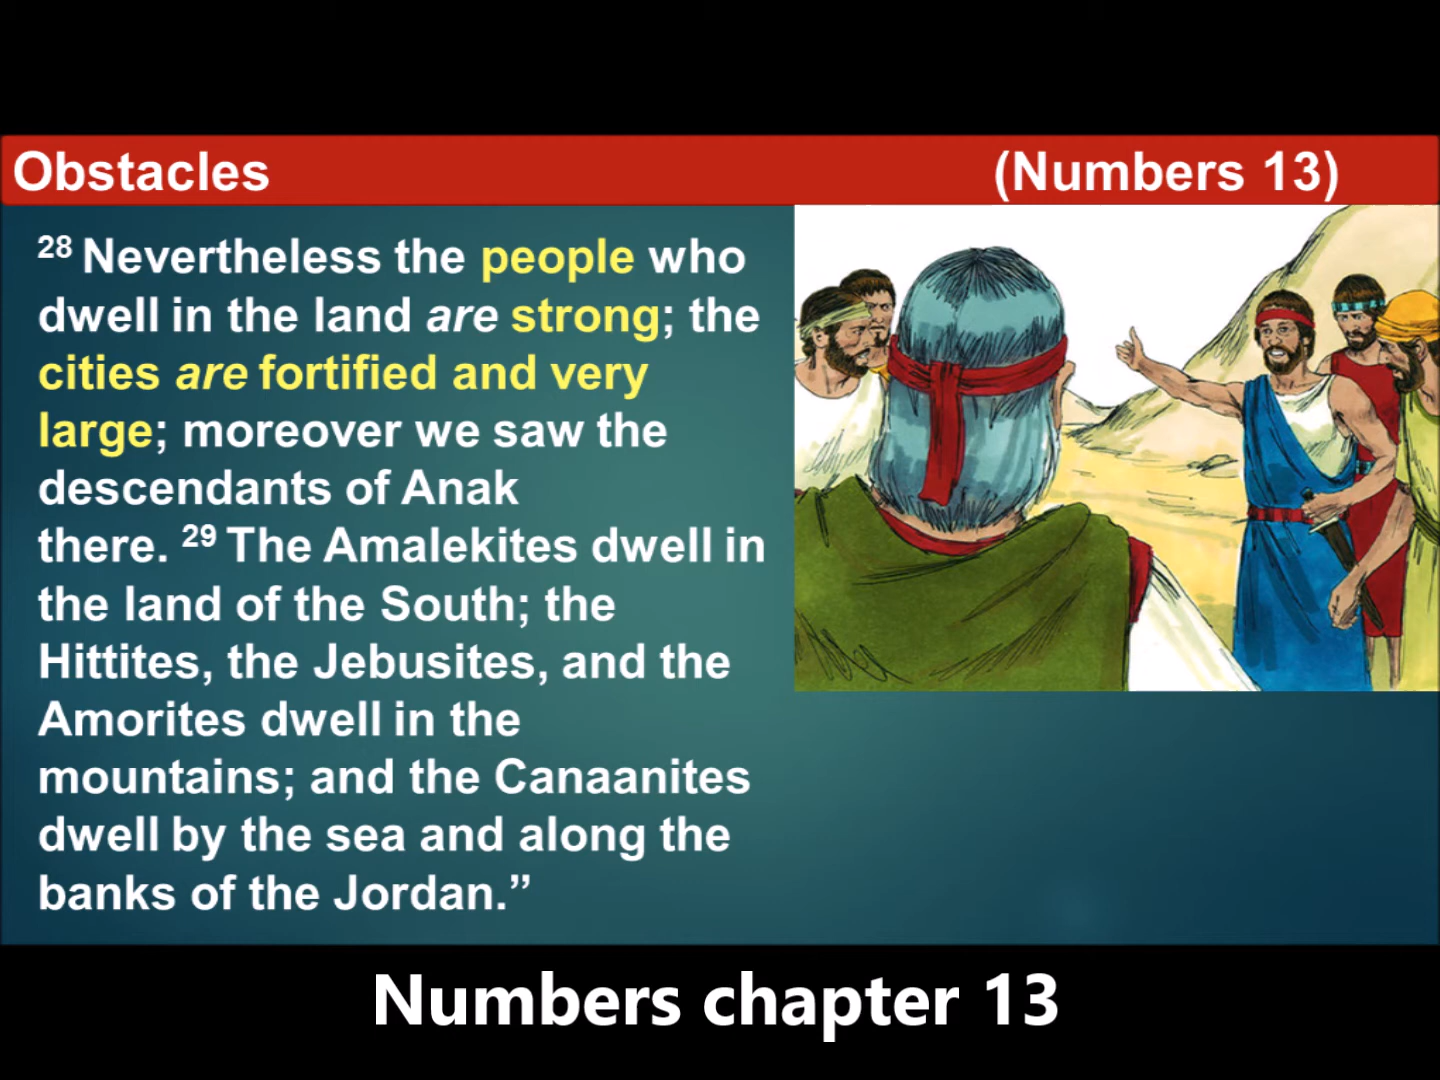 Obstacles (Numbers 13)
28 Nevertheless the people who
dwell in the land are strong; the
cities are fortified and very
large; moreover we saw the
descendants of Anak
there. 29 The Amalekites dwell in
the land of the South; the
Hittites, the Jebusites, and the
Amorites dwell in the
mountains; and the Canaanites
dwell by the sea and along the
banks of the Jordan.”
Numbers chapter 13